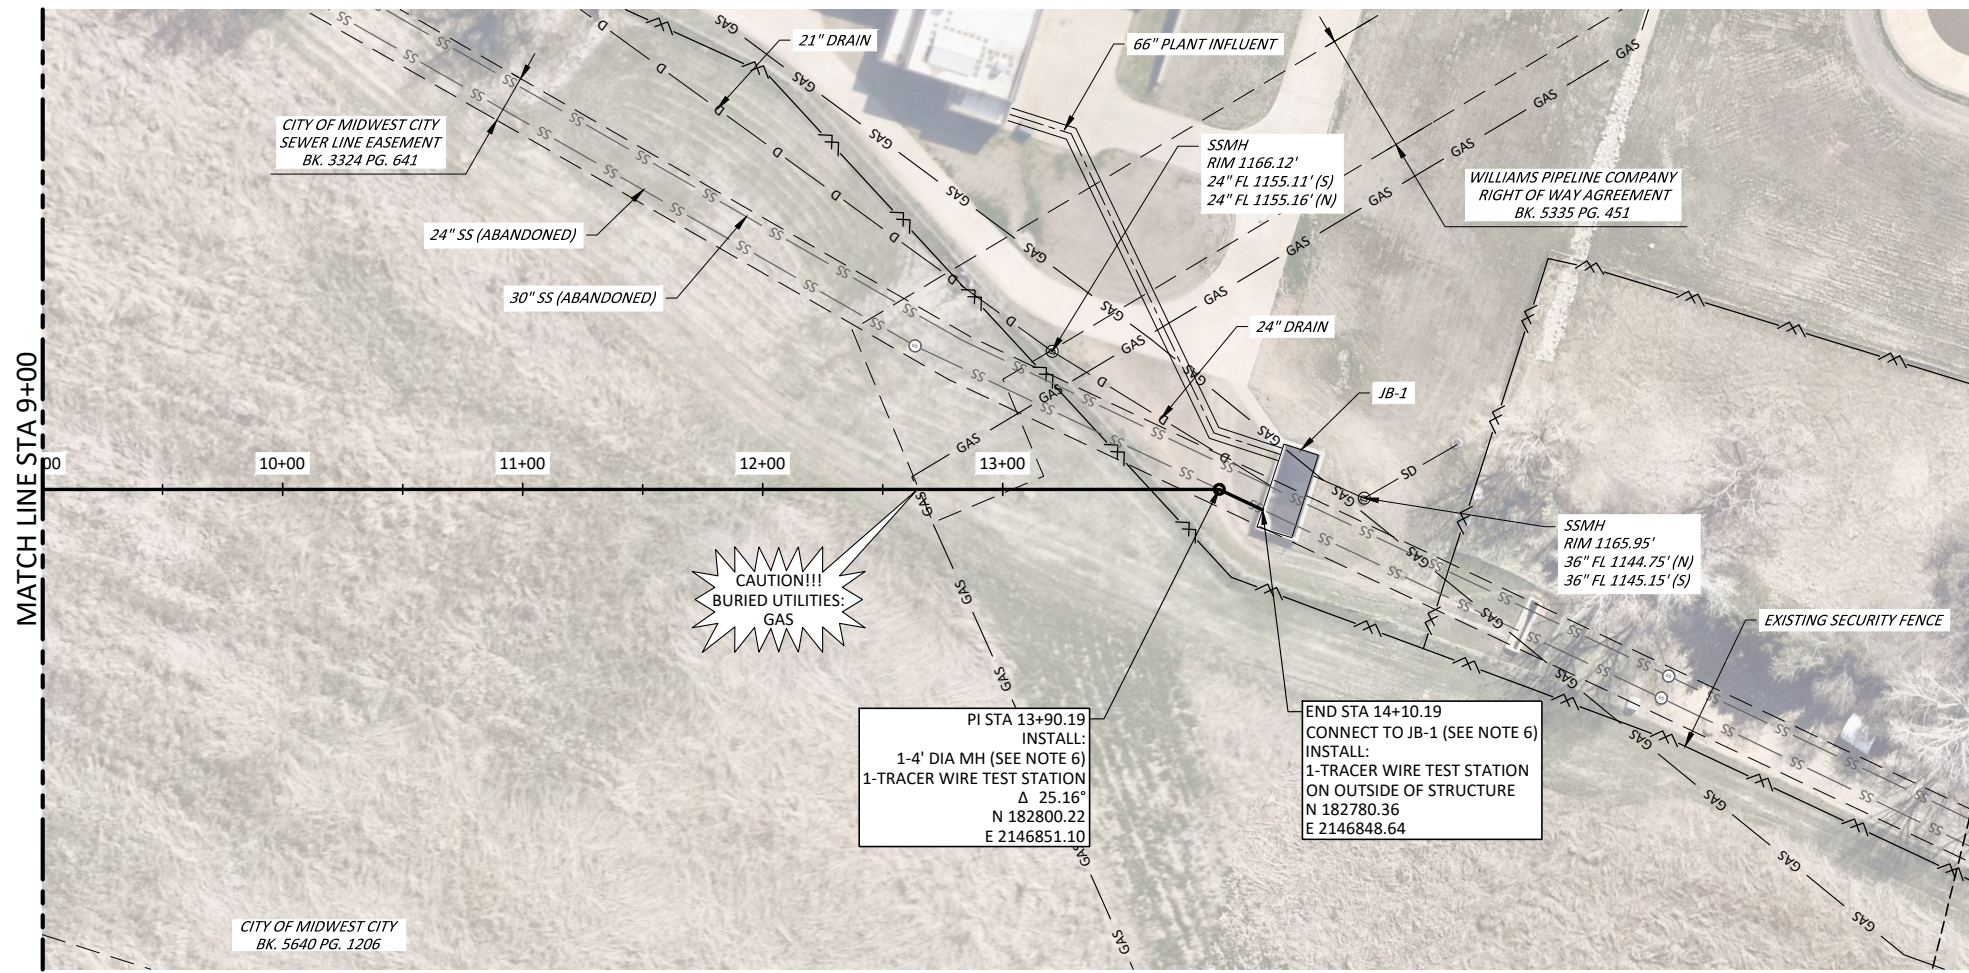 MATCH LINE STA 9+00
21" DRAIN
66" PLANT INFLUENT
CITY OF MIDWEST CITY
SEWER LINE EASEMENT
BK. 3324 PG. 641
SSMH
RIM 1166.12'
24" FL 1155.11' (S)
24" FL 1155.16' (N)
WILLIAMS PIPELINE COMPANY
RIGHT OF WAY AGREEMENT
BK. 5335 PG. 451
24" SS (ABANDONED)
30" SS (ABANDONED)
24" DRAIN
JB-1
00
10+00
11+00
12+00
13+00
SD
GAS
SS
D
SSMH
RIM 1165.95'
36" FL 1144.75' (N)
36" FL 1145.15' (S)
CAUTION!!!
BURIED UTILITIES:
GAS
EXISTING SECURITY FENCE
PI STA 13+90.19
INSTALL:
1-4' DIA MH (SEE NOTE 6)
1-TRACER WIRE TEST STATION
Δ 25.16°
N 182800.22
E 2146851.10
END STA 14+10.19
CONNECT TO JB-1 (SEE NOTE 6)
INSTALL:
1-TRACER WIRE TEST STATION
ON OUTSIDE OF STRUCTURE
N 182780.36
E 2146848.64
CITY OF MIDWEST CITY
BK. 5640 PG. 1206